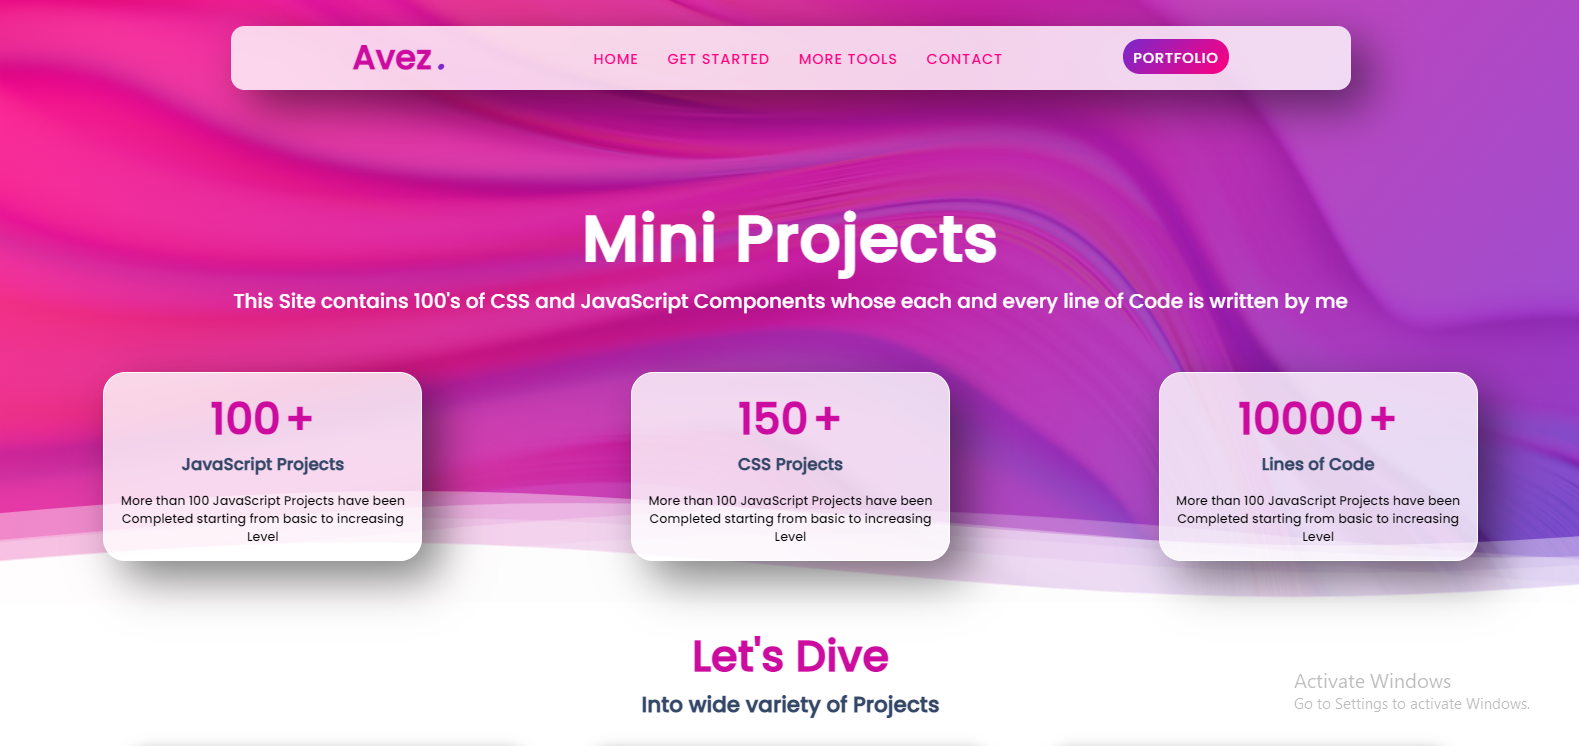 Avez .
HOME GET STARTED MORE TOOLS CONTACT
PORTFOLIO
Mini Projects
This Site contains 100's of CSS and JavaScript Components whose each and every line of Code is written by me
100 +
JavaScript Projects
More than 100 JavaScript Projects have been
Completed starting from basic to increasing
Level
150 +
CSS Projects
More than 100 JavaScript Projects have been
Completed starting from basic to increasing
Level
10000 +
Lines of Code
More than 100 JavaScript Projects have been
Completed starting from basic to increasing
Level
Let's Dive
Into wide variety of Projects
Activate Windows
Go to Settings to activate Windows.